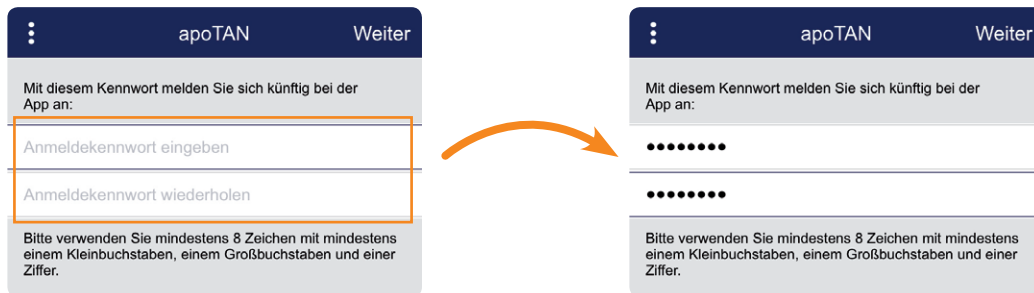 apoTAN Weiter
Mit diesem Kennwort melden Sie sich künftig bei der
App an:
Anmeldekennwort eingeben
Anmeldekennwort wiederholen
Bitte verwenden Sie mindestens 8 Zeichen mit mindestens
einem Kleinbuchstaben, einem Großbuchstaben und einer
Ziffer.
apoTAN Weiter
Mit diesem Kennwort melden Sie sich künftig bei der
App an:
••••••••
••••••••
Bitte verwenden Sie mindestens 8 Zeichen mit mindestens
einem Kleinbuchstaben, einem Großbuchstaben und einer
Ziffer.